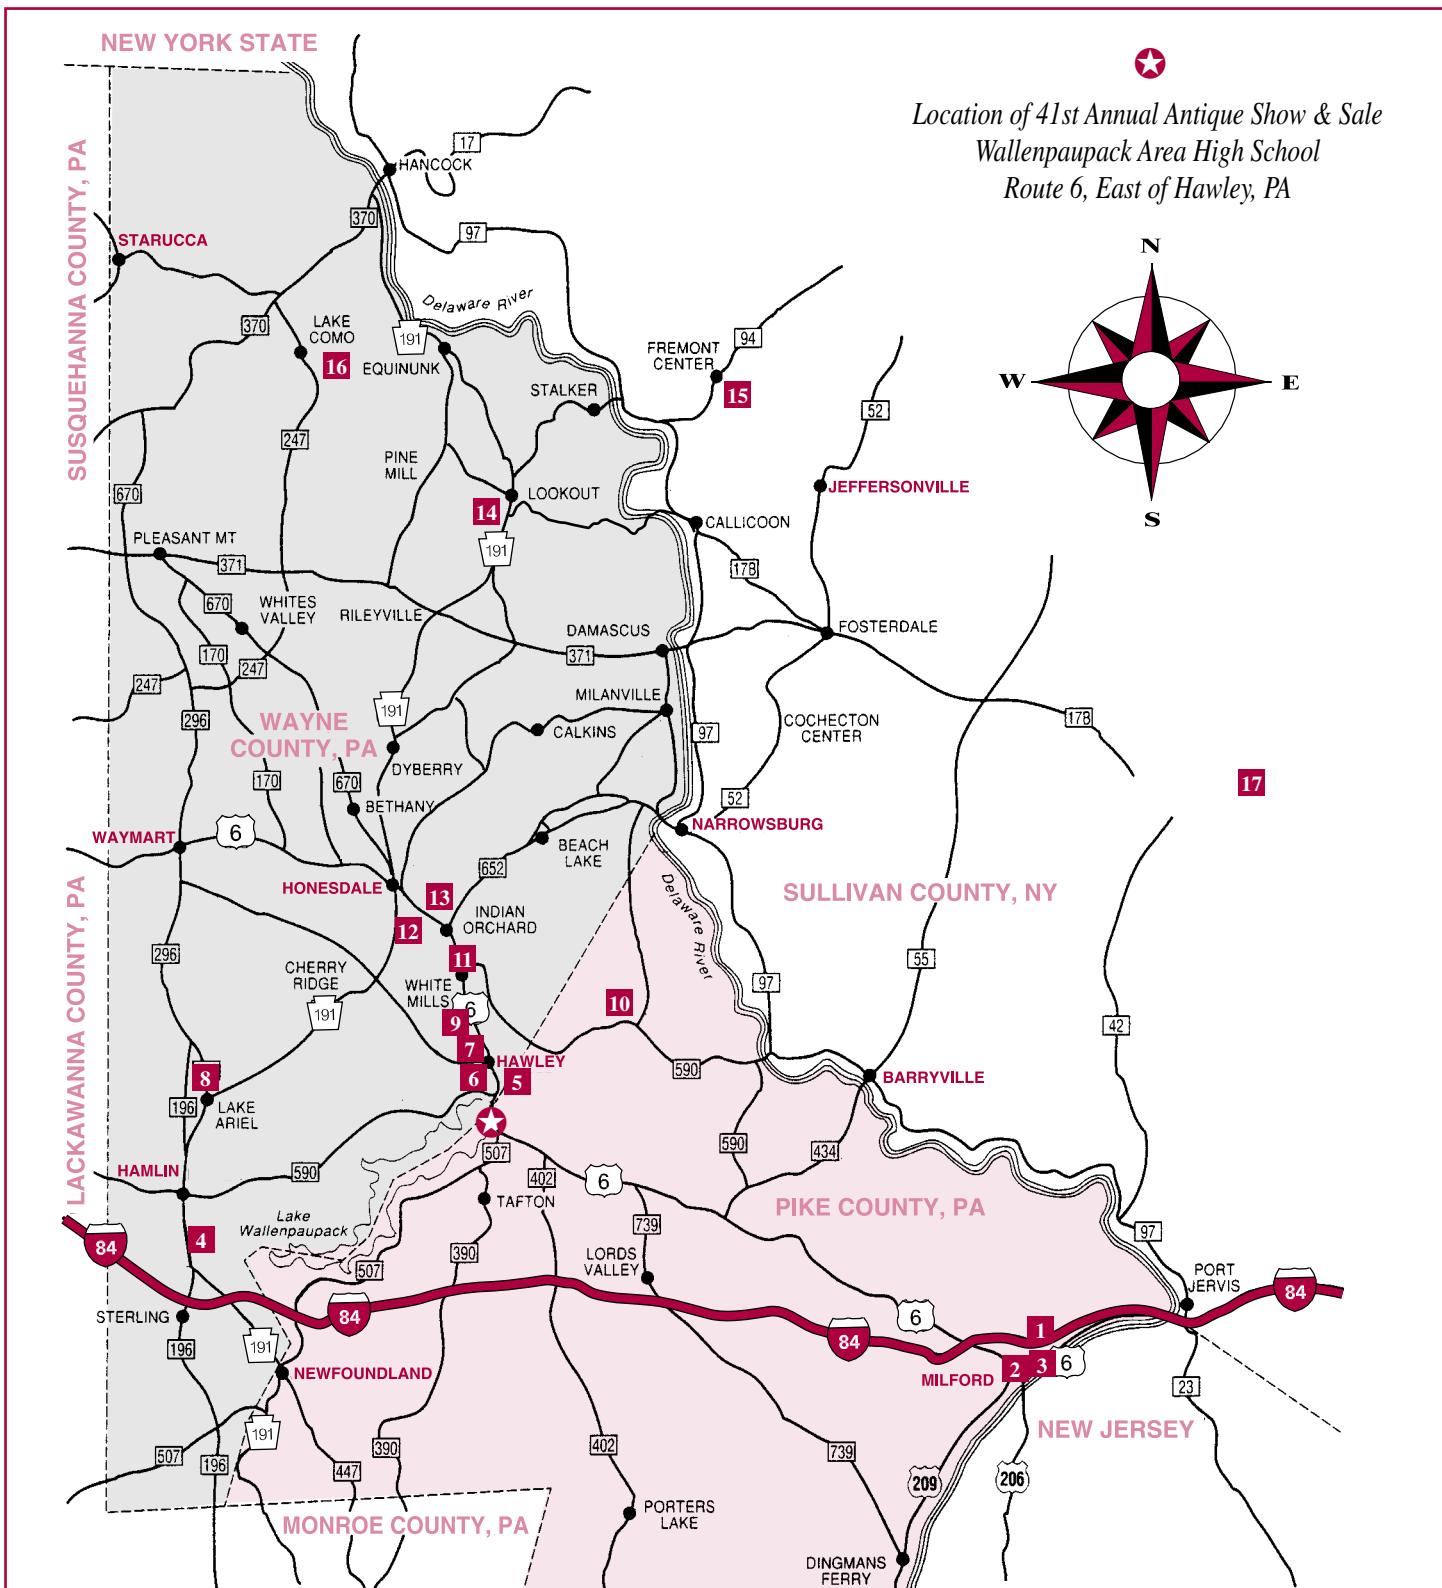 NEW YORK STATE
Location of 41st Annual Antique Show & Sale
Wallenpaupack Area High School
Route 6, East of Hawley, PA
17
HANCOCK
SUSQUEHANNA COUNTY, PA
370
97
STARUCCA
N
Delaware River
370
LAKE
COMO
191
94
FREMONT
CENTER
16
EQUINUNK
W
E
STALKER
15
52
247
PINE
MILL
JEFFERSONVILLE
670
LOOKOUT
14
CALLICOON
S
PLEASANT MT
191
371
17B
670
WHITES
VALLEY
RILEYVILLE
DAMASCUS
FOSTERDALE
170
371
247
247
MILANVILLE
296
191
WAYNE
COUNTY, PA
97
CALKINS
COCHECTON
CENTER
17B
DYBERRY
170
670
17
52
BETHANY
NARROWSBURG
WAYMART
6
BEACH
LAKE
652
HONESDALE
13
SULLIVAN COUNTY, NY
LACKAWANNA COUNTY, PA
INDIAN
ORCHARD
12
Delaware River
296
11
55
CHERRY
RIDGE
WHITE
MILLS
97
191
6
10
9
42
7
HAWLEY
590
8
6
5
BARRYVILLE
196
LAKE
ARIEL
590
434
507
HAMLIN
590
402
6
TAFTON
PIKE COUNTY, PA
Lake
Wallenpaupack
739
97
4
390
84
LORDS
VALLEY
507
PORT
JERVIS
84
STERLING
84
6
1
84
191
196
2
3
6
NEWFOUNDLAND
MILFORD
23
NEW JERSEY
191
507
390
402
739
196
447
209
206
MONROE COUNTY, PA
PORTERS
LAKE
DINGMANS
FERRY